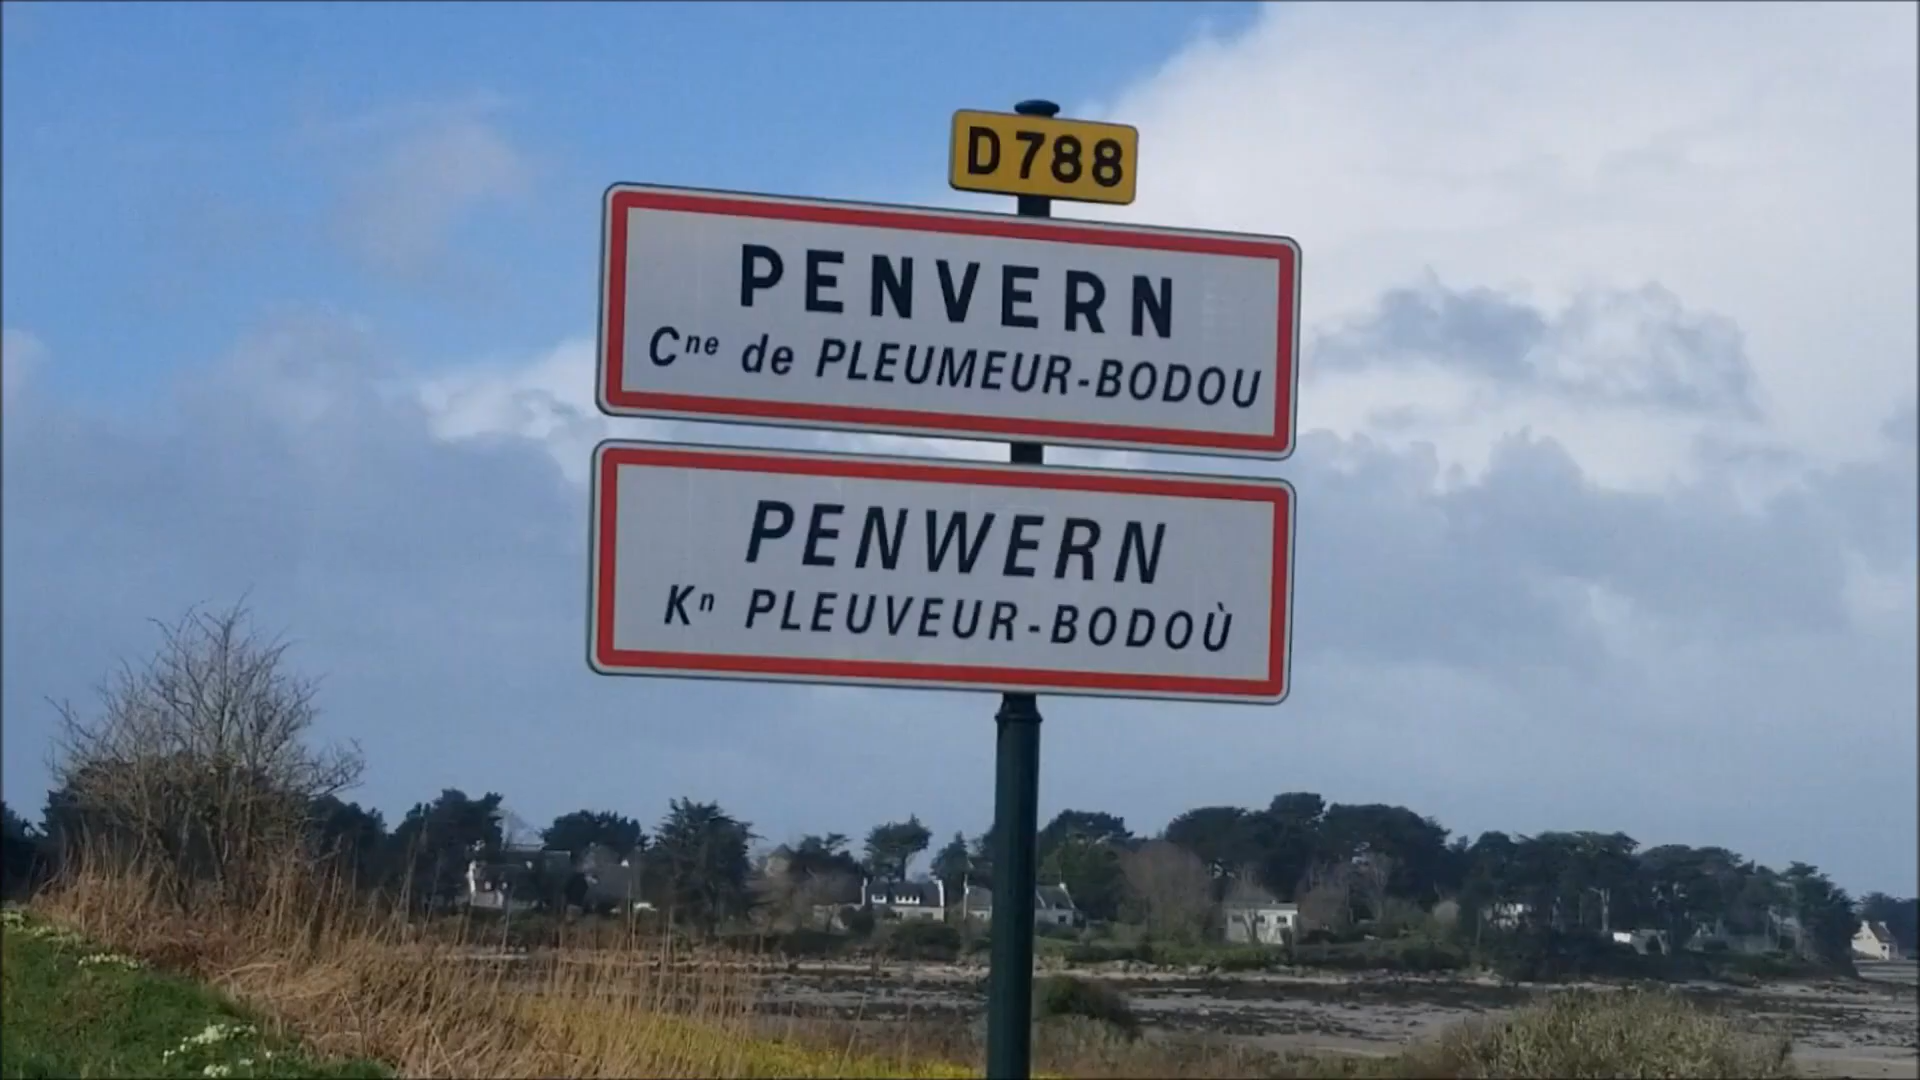 D788
PENVERN
Cne de PLEUMEUR-BODOU
PENWERN
Kn PLEUVEUR-BODOÙ